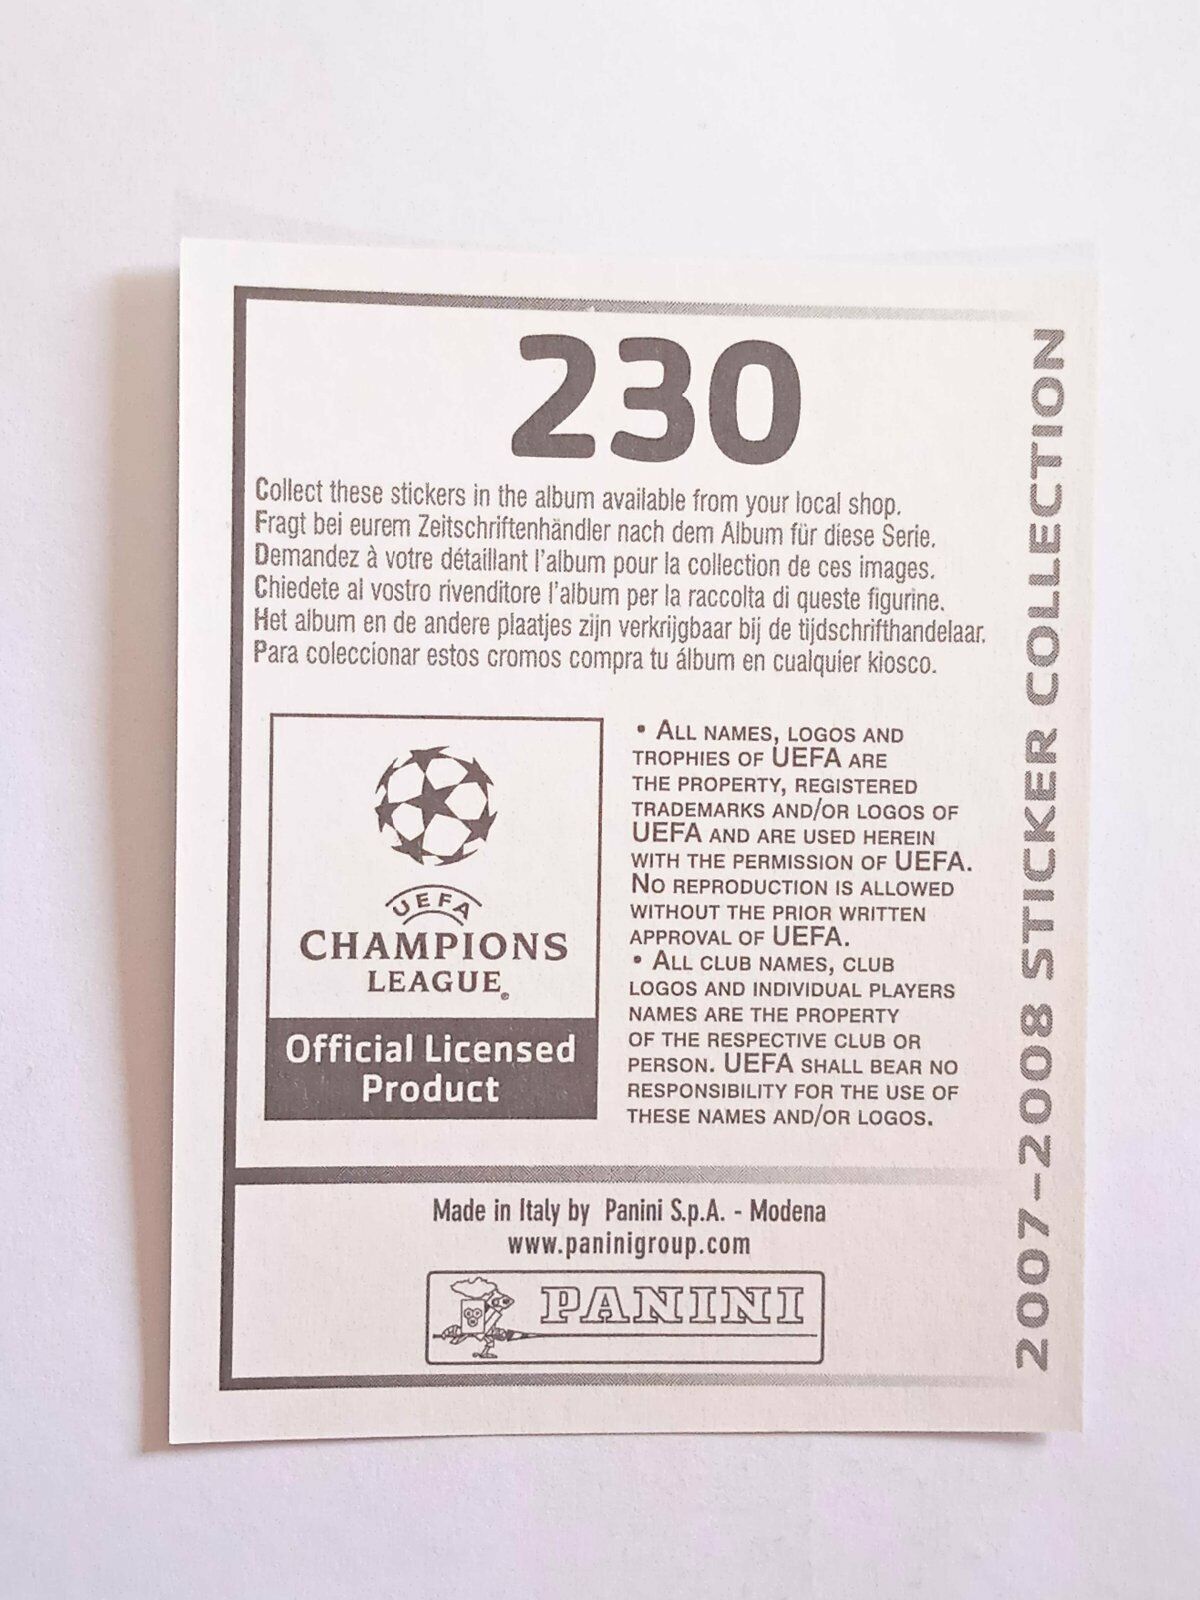 230
Collect these stickers in the album available from your local shop.
Fragt bei eurem Zeitschriftenhändler nach dem Album für diese Serie.
Demandez à votre détaillant l'album pour la collection de ces images.
Chiedete al vostro rivenditore l'album per la raccolta di queste figurine.
Het album en de andere plaatjes zijn verkrijgbaar bij de tijdschrifthandelaar.
Para coleccionar estos cromos compra tu álbum en cualquier kiosco.
UEFA
CHAMPIONS
LEAGUE®
Official Licensed
Product
• ALL NAMES, LOGOS AND
TROPHIES OF UEFA ARE
THE PROPERTY, REGISTERED
TRADEMARKS AND/OR LOGOS OF
UEFA AND ARE USED HEREIN
WITH THE PERMISSION OF UEFA.
NO REPRODUCTION IS ALLOWED
WITHOUT THE PRIOR WRITTEN
APPROVAL OF UEFA.
• ALL CLUB NAMES, CLUB
LOGOS AND INDIVIDUAL PLAYERS
NAMES ARE THE PROPERTY
OF THE RESPECTIVE CLUB OR
PERSON. UEFA SHALL BEAR NO
RESPONSIBILITY FOR THE USE OF
THESE NAMES AND/OR LOGOS.
Made in Italy by Panini S.p.A. - Modena
www.paninigroup.com
PANINI
2007-2008 STICKER COLLECTION